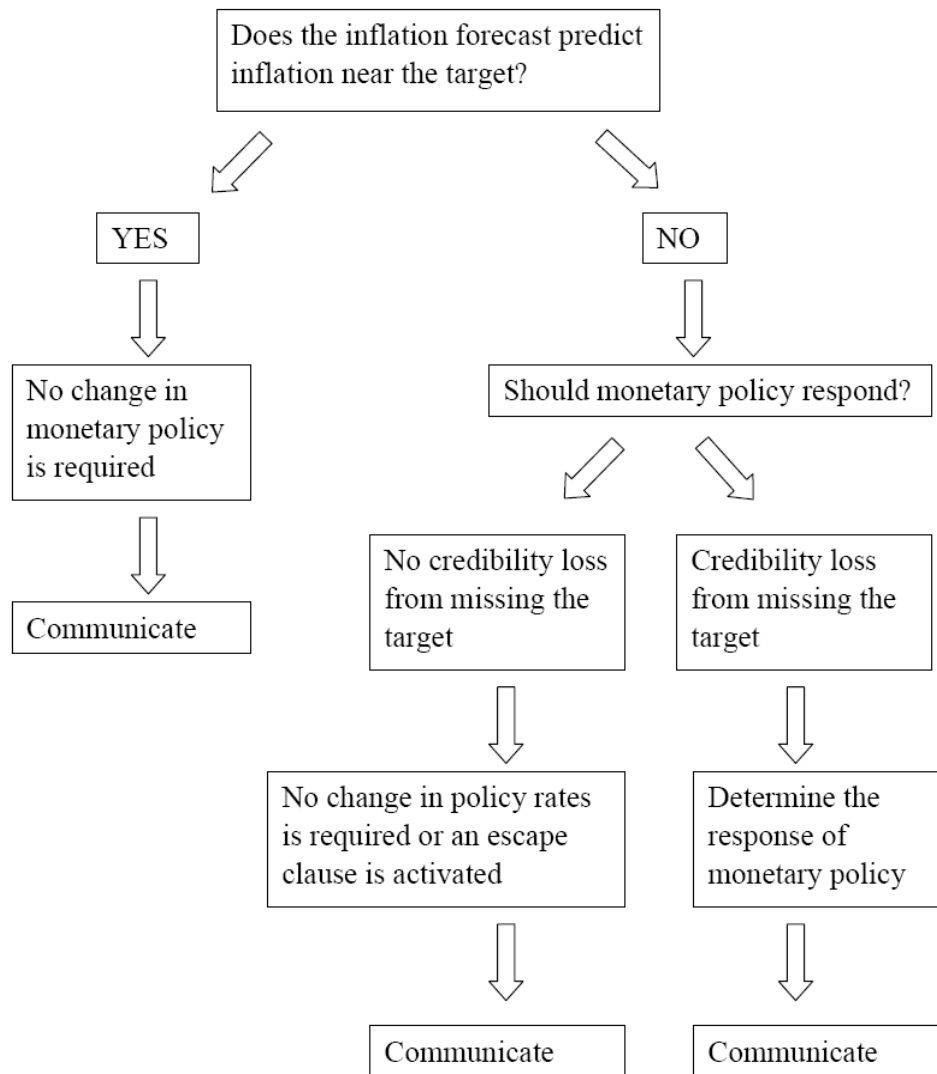 Does the inflation forecast predict
inflation near the target?
YES
NO
No change in
monetary policy
is required
Should monetary policy respond?
Communicate
No credibility loss
from missing the
target
Credibility loss
from missing the
target
No change in policy rates
is required or an escape
clause is activated
Determine the
response of
monetary policy
Communicate
Communicate